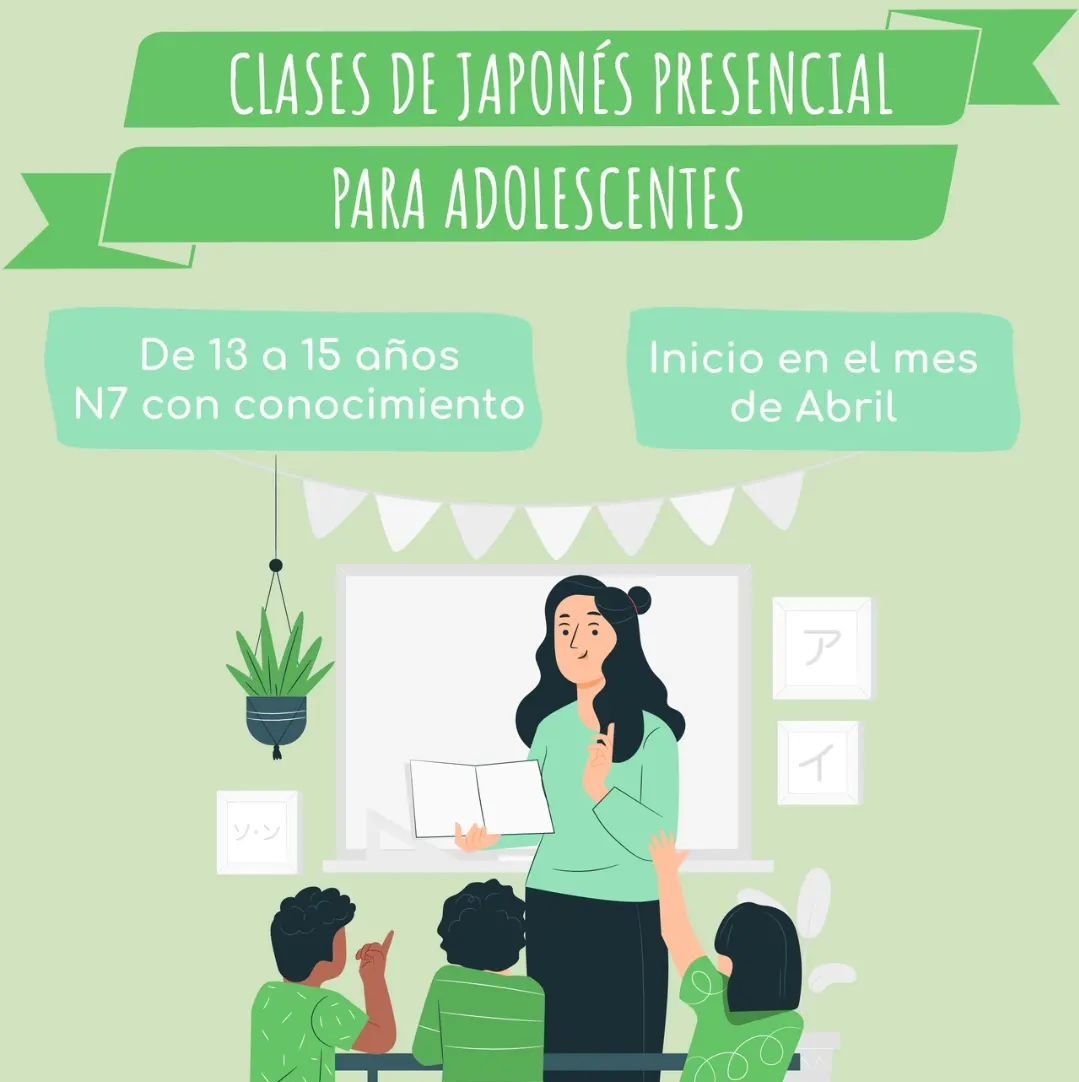 CLASES DE JAPONÉS PRESENCIAL
PARA ADOLESCENTES
De 13 a 15 años
N7 con conocimiento
Inicio en el mes
de Abril
ア
イ
ソ・ン